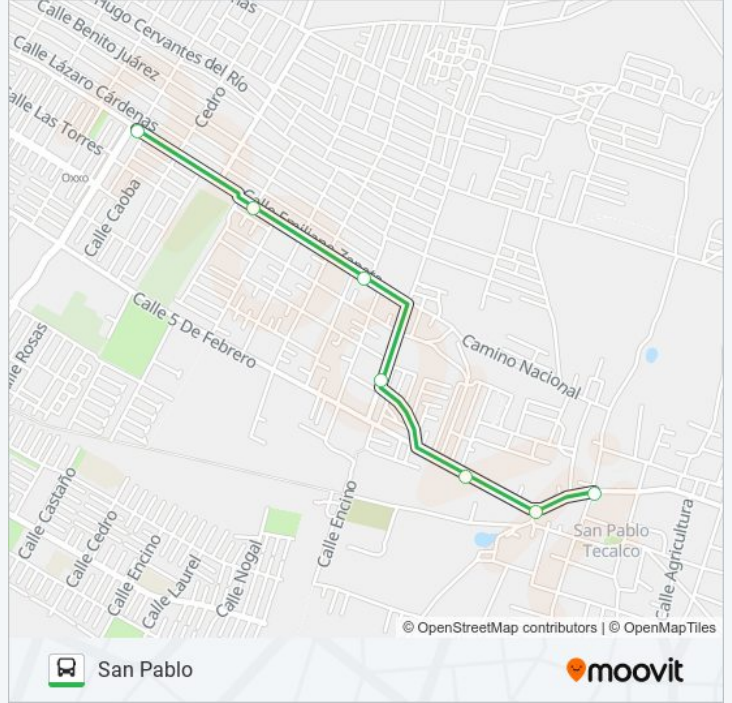 Calle Benito Juárez
Hugo Cervantes del Río
Calle Lázaro Cárdenas
Cedro
Calle Las Torres
Oxxo
Calle Caoba
Calle Emiliano Zapata
Calle 5 De Febrero
Camino Nacional
Rosas
Calle Castaño
Calle Cedro
Calle Encino
Calle Laurel
Calle Nogal
Calle Encino
San Pablo
Tecalco
Calle Agricultura
© OpenStreetMap contributors | © OpenMapTiles
San Pablo
moovit